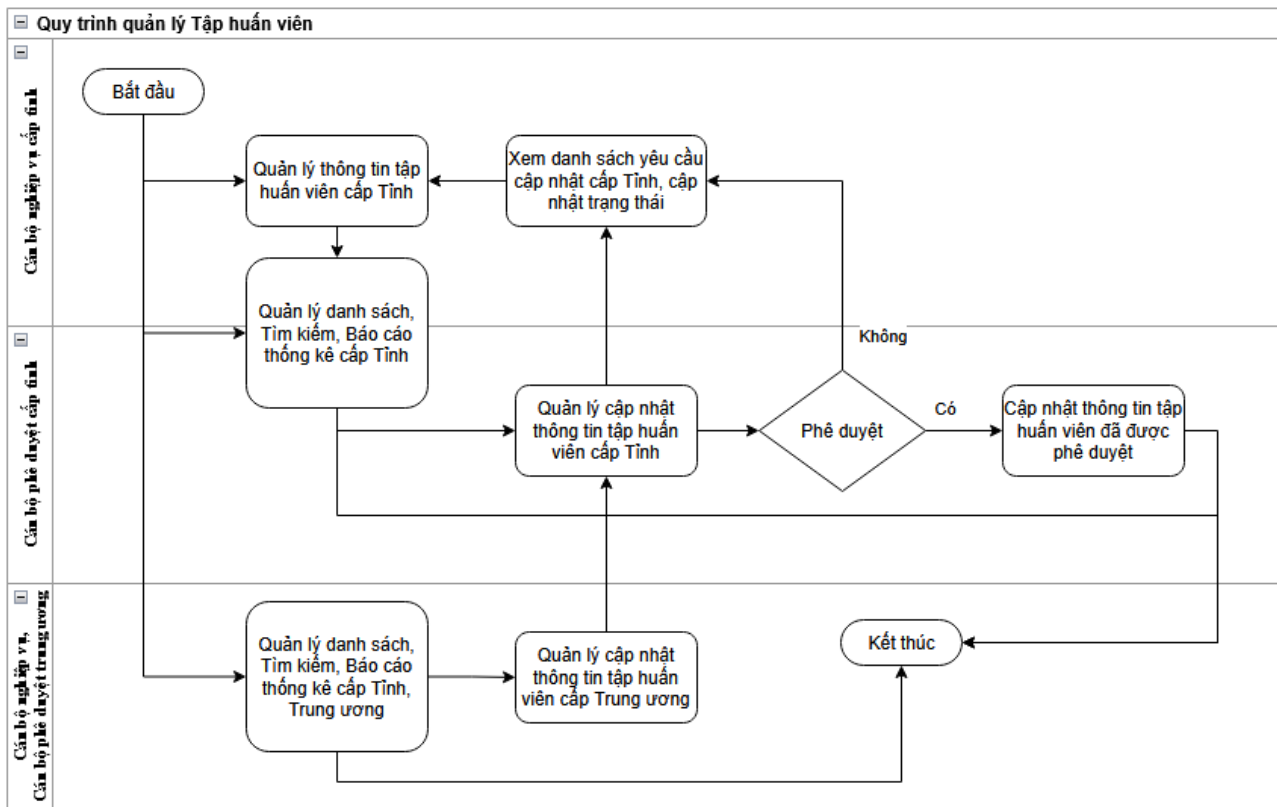 Quy trình quản lý Tập huấn viên
Cán bộ nghiệp vụ cấp tỉnh
Bắt đầu
Quản lý thông tin tập
huấn viên cấp Tỉnh
Xem danh sách yêu cầu
cập nhật cấp Tỉnh, cập
nhật trạng thái
Quản lý danh sách,
Tìm kiếm, Báo cáo
thống kê cấp Tỉnh
Cán bộ phê duyệt cấp tỉnh
Không
Quản lý cập nhật
thông tin tập huấn
viên cấp Tỉnh
Phê duyệt
Có
Cập nhật thông tin tập
huấn viên đã được
phê duyệt
Cán bộ nghiệp vụ,
Cán bộ phê duyệt trung ương
Quản lý danh sách,
Tìm kiếm, Báo cáo
thống kê cấp Tỉnh,
Trung ương
Quản lý cập nhật
thông tin tập huấn
viên cấp Trung ương
Kết thúc